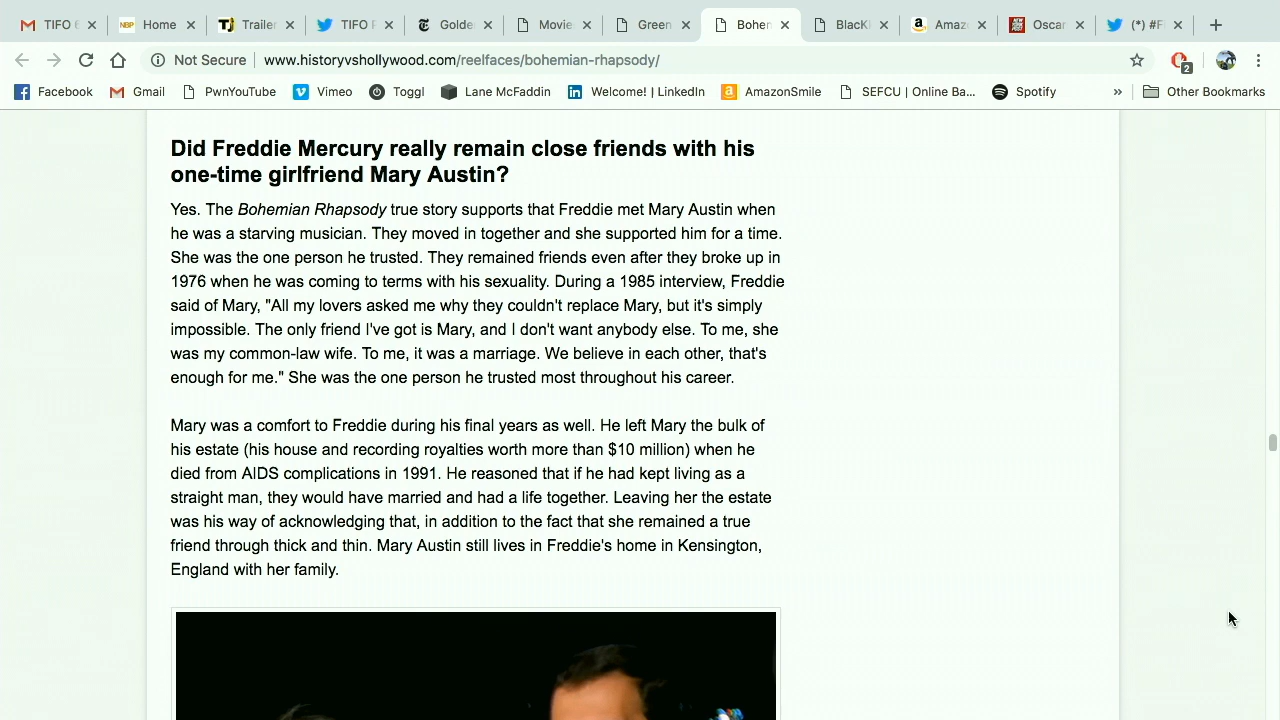 TIFO 6
Home
Trailer
TIFO F
Golde
Movie
Green
Bohem
BlacKk
Amaz
Oscar
(*) #Fi
Not Secure
www.historyvshollywood.com/reelfaces/bohemian-rhapsody/
2
Facebook
Gmail
PwnYouTube
Vimeo
Toggl
Lane McFaddin
Welcome! | LinkedIn
AmazonSmile
SEFCU | Online Ba...
Spotify
»
Other Bookmarks
Did Freddie Mercury really remain close friends with his
one-time girlfriend Mary Austin?
Yes. The Bohemian Rhapsody true story supports that Freddie met Mary Austin when
he was a starving musician. They moved in together and she supported him for a time.
She was the one person he trusted. They remained friends even after they broke up in
1976 when he was coming to terms with his sexuality. During a 1985 interview, Freddie
said of Mary, "All my lovers asked me why they couldn't replace Mary, but it's simply
impossible. The only friend I've got is Mary, and I don't want anybody else. To me, she
was my common-law wife. To me, it was a marriage. We believe in each other, that's
enough for me." She was the one person he trusted most throughout his career.
Mary was a comfort to Freddie during his final years as well. He left Mary the bulk of
his estate (his house and recording royalties worth more than $10 million) when he
died from AIDS complications in 1991. He reasoned that if he had kept living as a
straight man, they would have married and had a life together. Leaving her the estate
was his way of acknowledging that, in addition to the fact that she remained a true
friend through thick and thin. Mary Austin still lives in Freddie's home in Kensington,
England with her family.